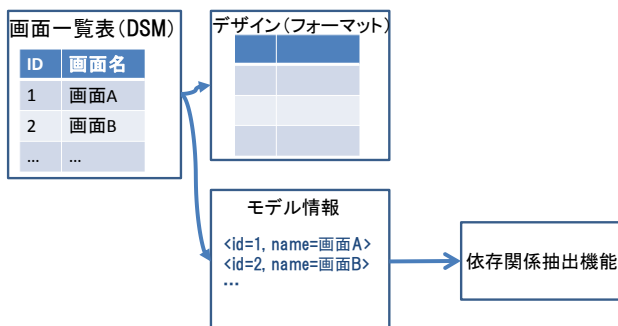 画面一覧表(DSM)
ID 画面名
1 画面A
2 画面B
... ...
デザイン(フォーマット)
モデル情報
<id=1, name=画面A>
<id=2, name=画面B>
...
依存関係抽出機能